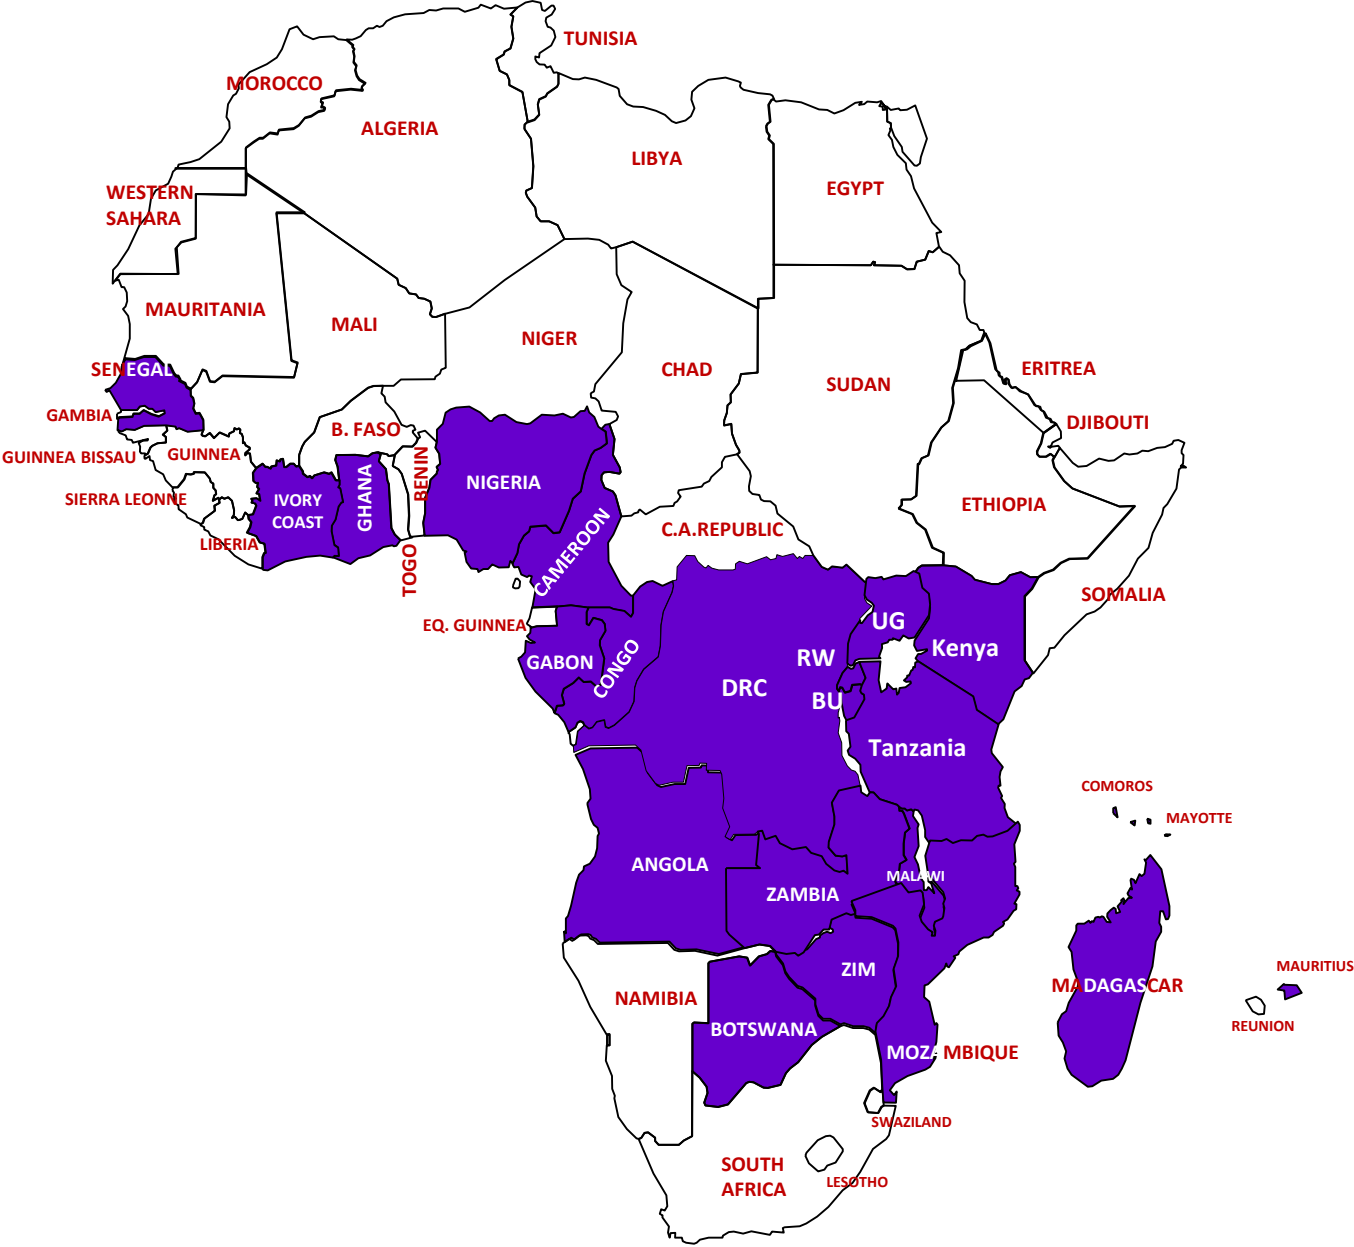 TUNISIA
MOROCCO
ALGERIA
LIBYA
EGYPT
WESTERN
SAHARA
MAURITANIA
MALI
NIGER
CHAD
SUDAN
ERITREA
DJIBOUTI
SENEGAL
GAMBIA
GUINNEA BISSAU
GUINNEA
SIERRA LEONNE
LIBERIA
IVORY
COAST
GHANA
B. FASO
BENIN
TOGO
NIGERIA
CAMEROON
C.A.REPUBLIC
ETHIOPIA
SOMALIA
EQ. GUINNEA
GABON
CONGO
DRC
UG
RW
BU
Kenya
Tanzania
COMOROS
MAYOTTE
ANGOLA
ZAMBIA
MALAWI
ZIM
MADAGASCAR
MAURITIUS
REUNION
NAMIBIA
BOTSWANA
MOZAMBIQUE
SWAZILAND
SOUTH
AFRICA
LESOTHO